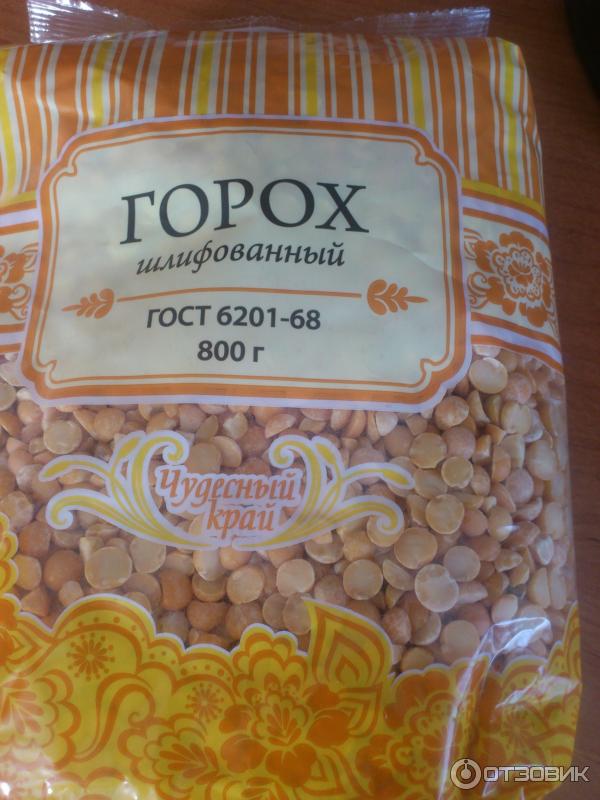 ГОРОХ
шлифованный
ГОСТ 6201-68
800 г
Чудесный
край
ОТЗОВИК